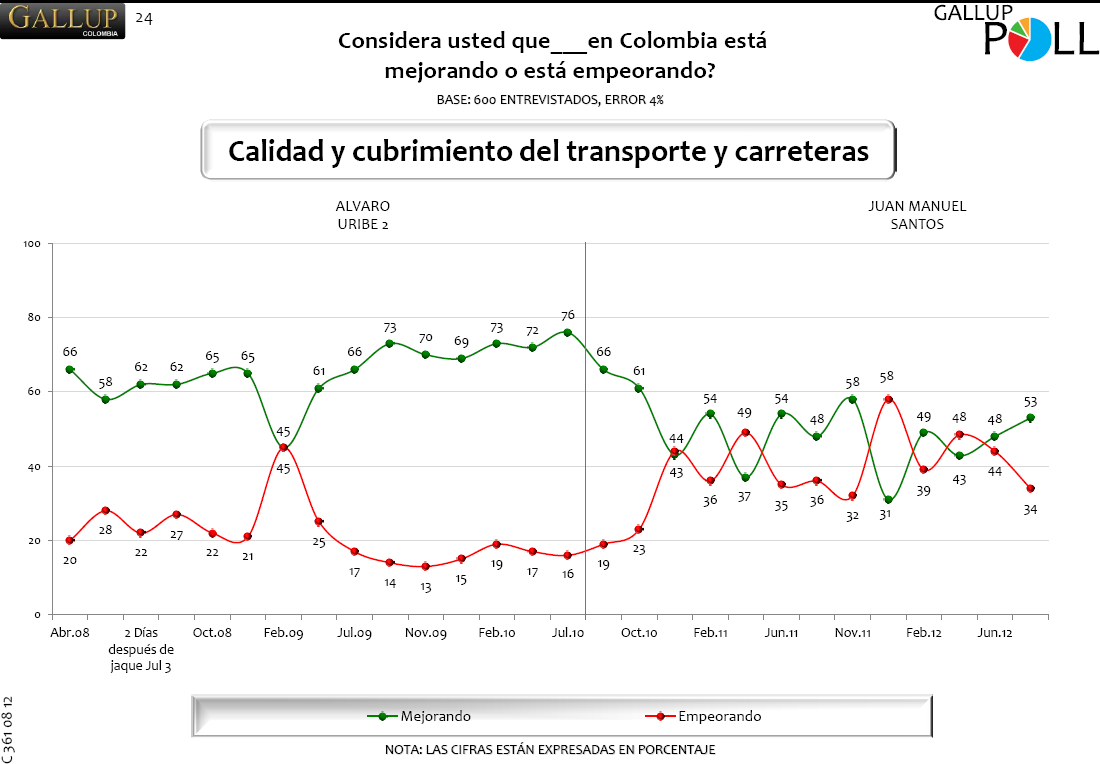 GALLUP
COLOMBIA
24
GALLUP
POLL
Considera usted que___en Colombia está
mejorando o está empeorando?
BASE: 600 ENTREVISTADOS, ERROR 4%
Calidad y cubrimiento del transporte y carreteras
ALVARO
URIBE 2
JUAN MANUEL
SANTOS
100
80
60
40
20
0
66 58 62 62 65 65 45 61 66 73 70 69 73 72 76 66 61 43 54 37 54 48 58 31 49 43 48 53
20 28 22 27 22 21 45 25 17 14 13 15 19 17 16 19 23 44 36 49 35 36 32 58 39 48 44 34
Abr.08 2 Días Oct.08 Feb.09 Jul.09 Nov.09 Feb.10 Jul.10 Oct.10 Feb.11 Jun.11 Nov.11 Feb.12 Jun.12
después de
jaque Jul 3
Mejorando Empeorando
NOTA: LAS CIFRAS ESTÁN EXPRESADAS EN PORCENTAJE
C 361 08 12